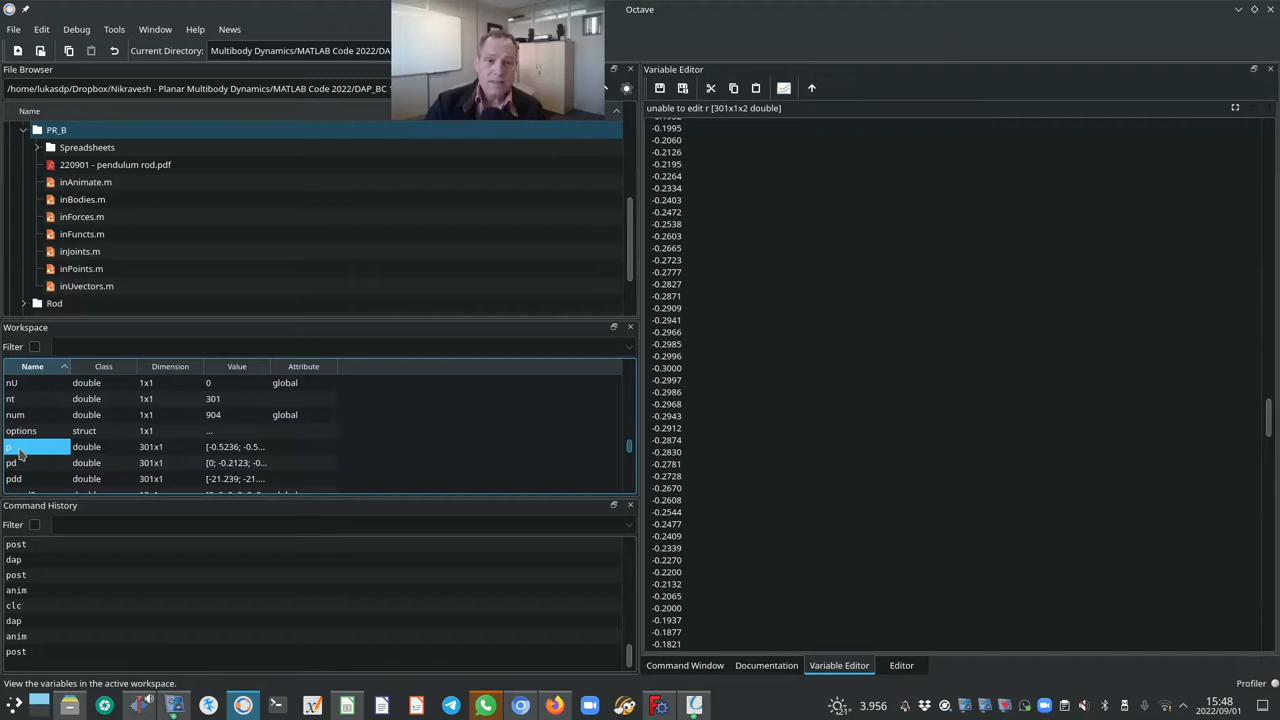 Octave
File Edit Debug Tools Window Help News
Current Directory: Multibody Dynamics/MATLAB Code 2022/DA
File Browser
/home/lukasdp/Dropbox/Nikravesh - Planar Multibody Dynamics/MATLAB Code 2022/DAP_BC
Name
PR_B
Spreadsheets
220901 - pendulum rod.pdf
inAnimate.m
inBodies.m
inForces.m
inFuncts.m
inJoints.m
inPoints.m
inUvectors.m
Rod
Workspace
Filter
Name Class Dimension Value Attribute
nU double 1x1 0 global
nt double 1x1 301
num double 1x1 904 global
options struct 1x1 ...
p double 301x1 [-0.5236; -0.5...
pd double 301x1 [0; -0.2123; -0...
pdd double 301x1 [-21.239; -21....
Command History
Filter
post
dap
post
anim
clc
dap
anim
post
View the variables in the active workspace.
Variable Editor
unable to edit r [301x1x2 double]
-0.1995
-0.2060
-0.2126
-0.2195
-0.2264
-0.2334
-0.2403
-0.2472
-0.2538
-0.2603
-0.2665
-0.2723
-0.2777
-0.2827
-0.2871
-0.2909
-0.2941
-0.2966
-0.2985
-0.2996
-0.3000
-0.2997
-0.2986
-0.2968
-0.2943
-0.2912
-0.2874
-0.2830
-0.2781
-0.2728
-0.2670
-0.2608
-0.2544
-0.2477
-0.2409
-0.2339
-0.2270
-0.2200
-0.2132
-0.2065
-0.2000
-0.1937
-0.1877
-0.1821
Command Window Documentation Variable Editor Editor
Profiler
3.956
15:48
2022/09/01